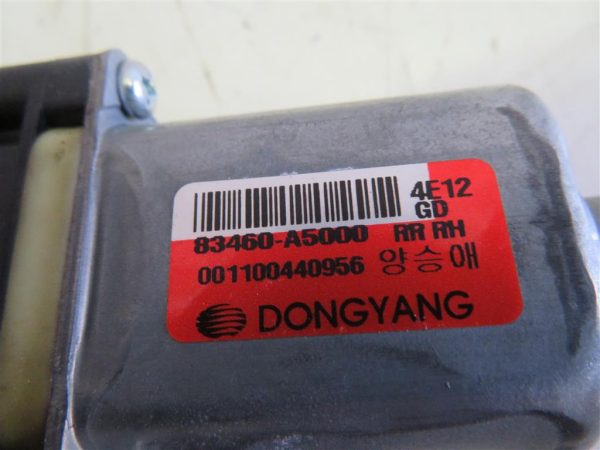 4E12
GD
83460-A5000 RR RH
001100440956 양승애
DONGYANG